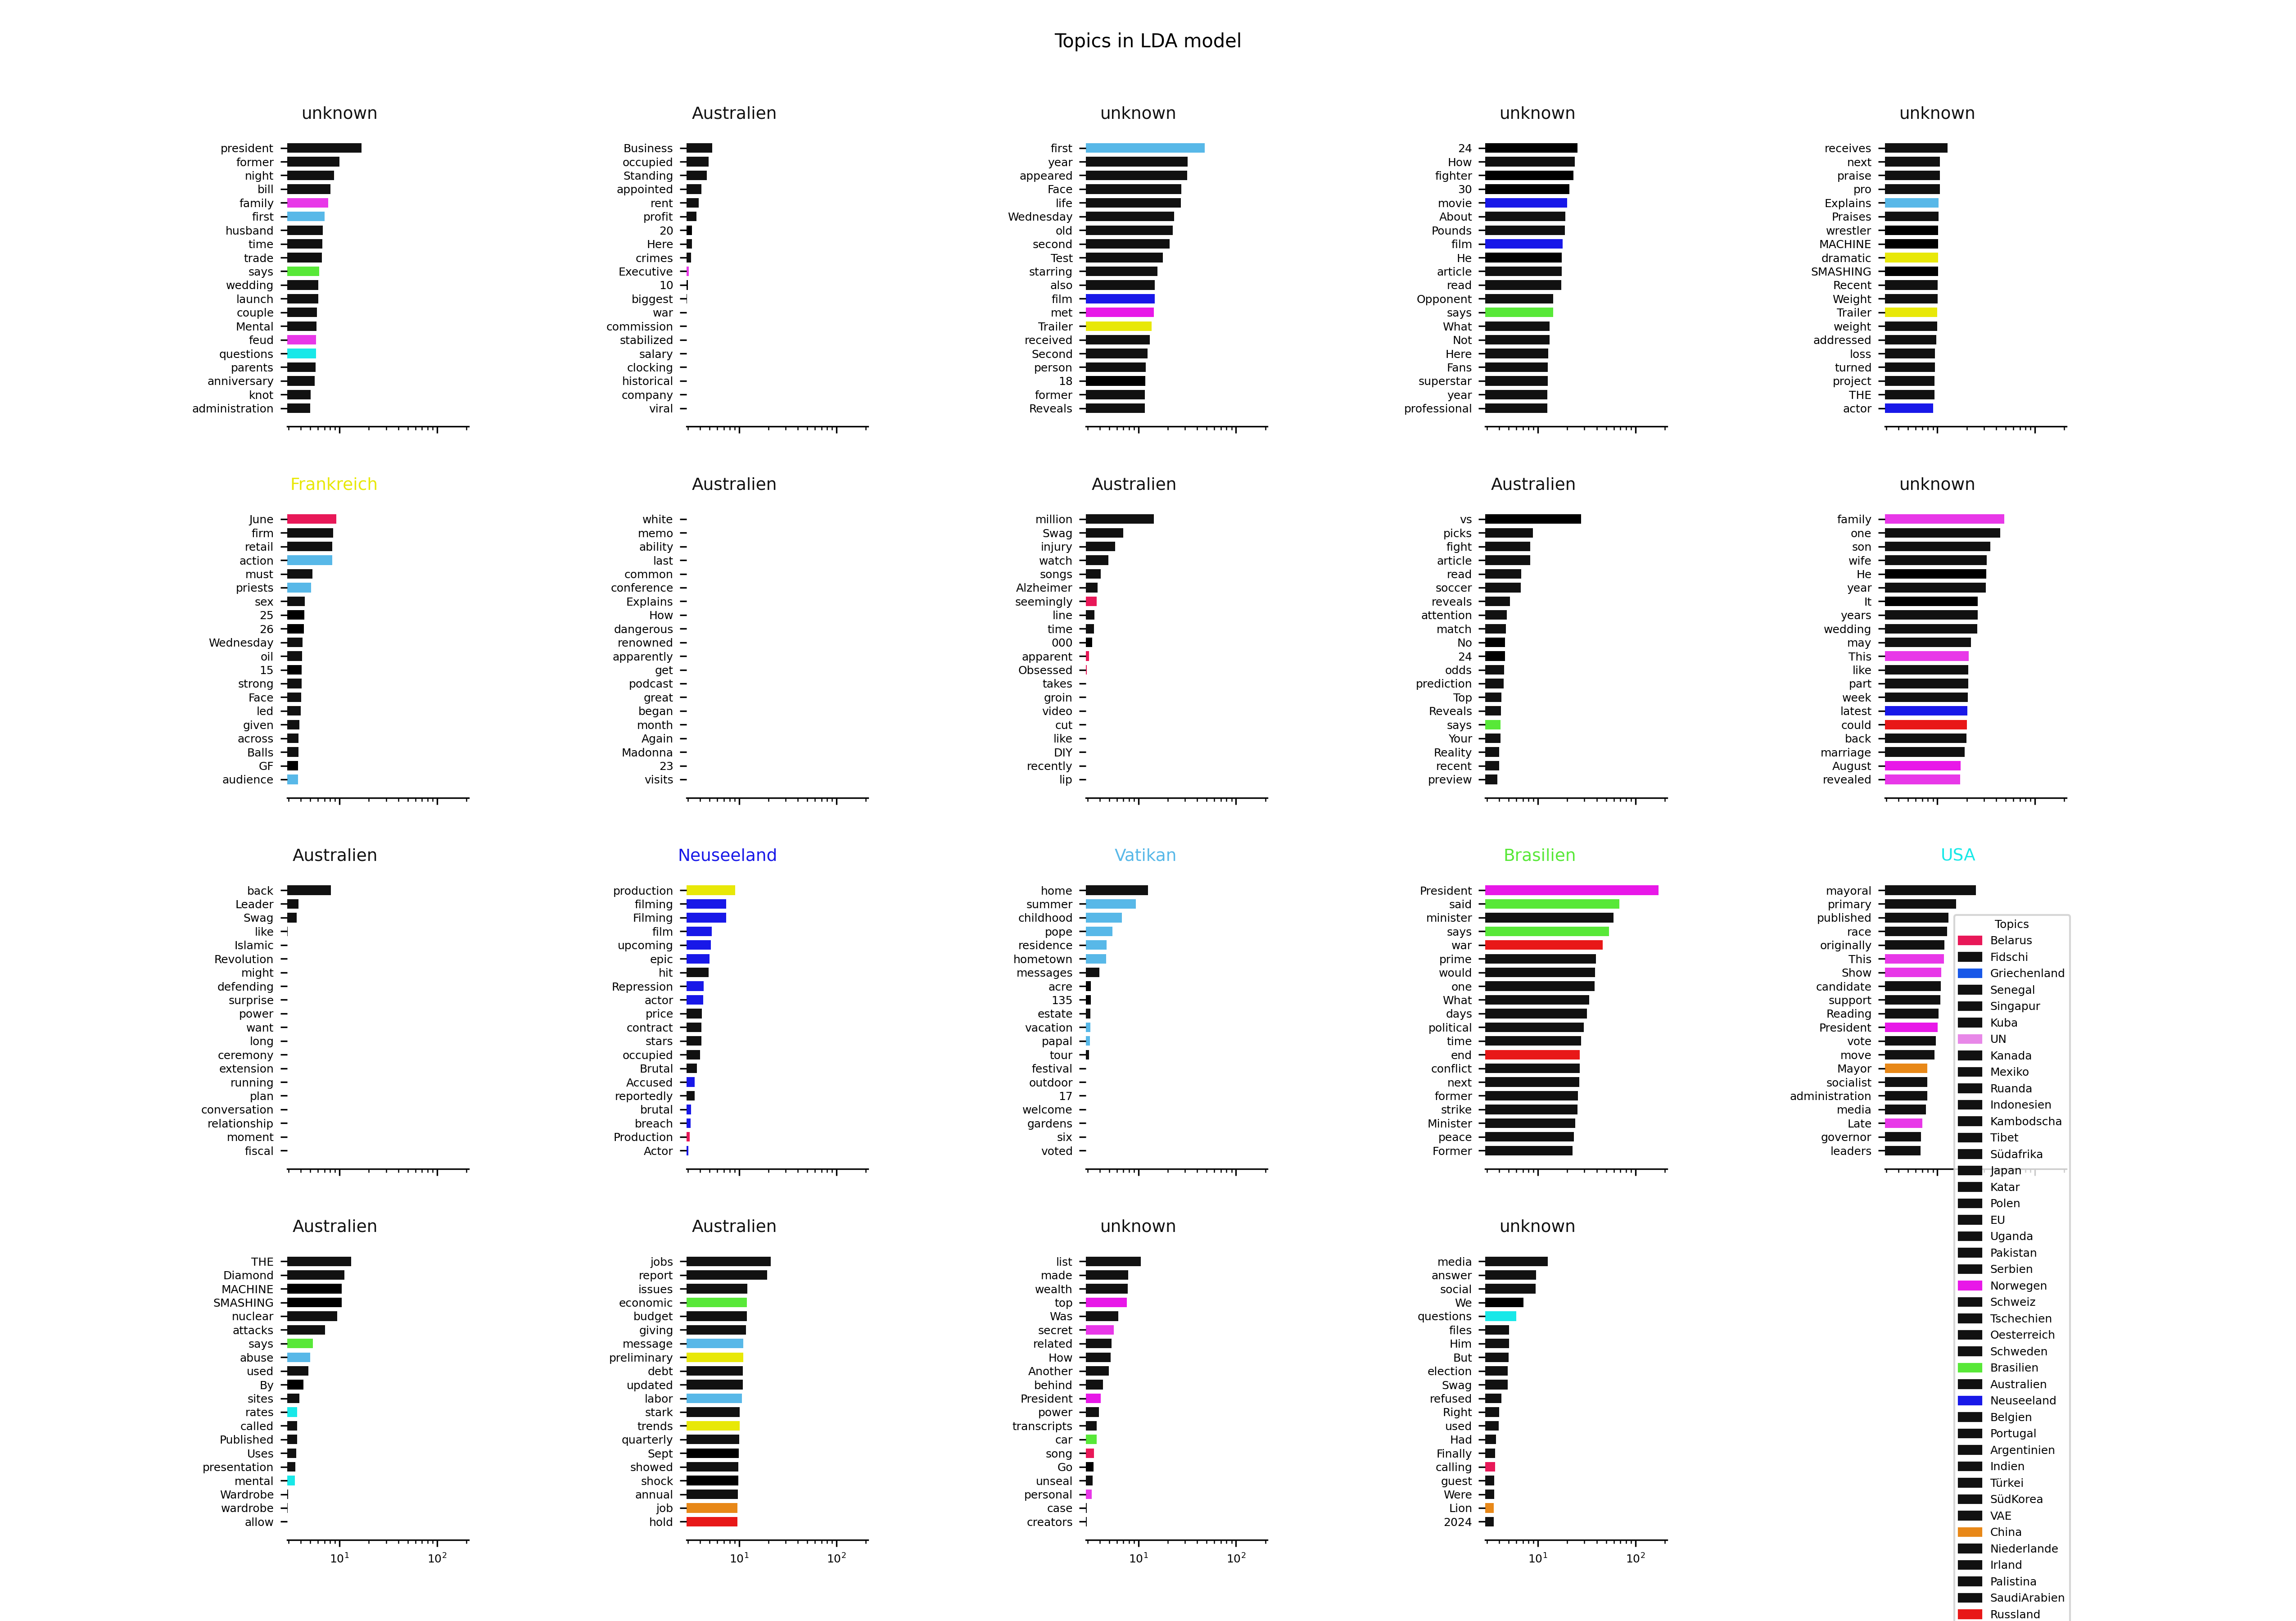 Topics in LDA model
unknown
president
former
night
bill
family
first
husband
time
trade
says
wedding
launch
couple
Mental
feud
questions
parents
anniversary
knot
administration
Australien
Business
occupied
Standing
appointed
rent
profit
20
Here
crimes
Executive
10
biggest
war
commission
stabilized
salary
clocking
historical
company
viral
unknown
first
year
appeared
Face
life
Wednesday
old
second
Test
starring
also
film
met
Trailer
received
Second
person
18
former
Reveals
unknown
24
How
fighter
30
movie
About
Pounds
film
He
article
read
Opponent
says
What
Not
Here
Fans
superstar
year
professional
unknown
receives
next
praise
pro
Explains
Praises
wrestler
MACHINE
dramatic
SMASHING
Recent
Weight
Trailer
weight
addressed
loss
turned
project
THE
actor
Frankreich
June
firm
retail
action
must
priests
sex
25
26
Wednesday
oil
15
strong
Face
led
given
across
Balls
GF
audience
Australien
white
memo
ability
last
common
conference
Explains
How
dangerous
renowned
apparently
get
podcast
great
began
month
Again
Madonna
23
visits
Australien
million
Swag
injury
watch
songs
Alzheimer
seemingly
line
time
000
apparent
Obsessed
takes
groin
video
cut
like
DIY
recently
lip
Australien
vs
picks
fight
article
read
soccer
reveals
attention
match
No
24
odds
prediction
Top
Reveals
says
Your
Reality
recent
preview
unknown
family
one
son
wife
He
year
It
years
wedding
may
This
like
part
week
latest
could
back
marriage
August
revealed
Australien
back
Leader
Swag
like
Islamic
Revolution
might
defending
surprise
power
want
long
ceremony
extension
running
plan
conversation
relationship
moment
fiscal
Neuseeland
production
filming
Filming
film
upcoming
epic
hit
Repression
actor
price
contract
stars
occupied
Brutal
Accused
reportedly
brutal
breach
Production
Actor
Vatikan
home
summer
childhood
pope
residence
hometown
messages
acre
135
estate
vacation
papal
tour
festival
outdoor
17
welcome
gardens
six
voted
Brasilien
President
said
minister
says
war
prime
would
one
What
days
political
time
end
conflict
next
former
strike
Minister
peace
Former
USA
mayoral
primary
published
race
originally
This
Show
candidate
support
Reading
President
vote
move
Mayor
socialist
administration
media
Late
governor
leaders
Australien
THE
Diamond
MACHINE
SMASHING
nuclear
attacks
says
abuse
used
By
sites
rates
called
Published
Uses
presentation
mental
Wardrobe
wardrobe
allow
10¹ 10²
Australien
jobs
report
issues
economic
budget
giving
message
preliminary
debt
updated
labor
stark
trends
quarterly
Sept
showed
shock
annual
job
hold
10¹ 10²
unknown
list
made
wealth
top
Was
secret
related
How
Another
behind
President
power
transcripts
car
song
Go
unseal
personal
case
creators
10¹ 10²
unknown
media
answer
social
We
questions
files
Him
But
election
Swag
refused
Right
used
Had
Finally
calling
guest
Were
Lion
2024
10¹ 10²
Topics
Belarus
Fidschi
Griechenland
Senegal
Singapur
Kuba
UN
Kanada
Mexiko
Ruanda
Indonesien
Kambodscha
Tibet
Südafrika
Japan
Katar
Polen
EU
Uganda
Pakistan
Serbien
Norwegen
Schweiz
Tschechien
Oesterreich
Schweden
Brasilien
Australien
Neuseeland
Belgien
Portugal
Argentinien
Indien
Türkei
SüdKorea
VAE
China
Niederlande
Irland
Palistina
SaudiArabien
Russland